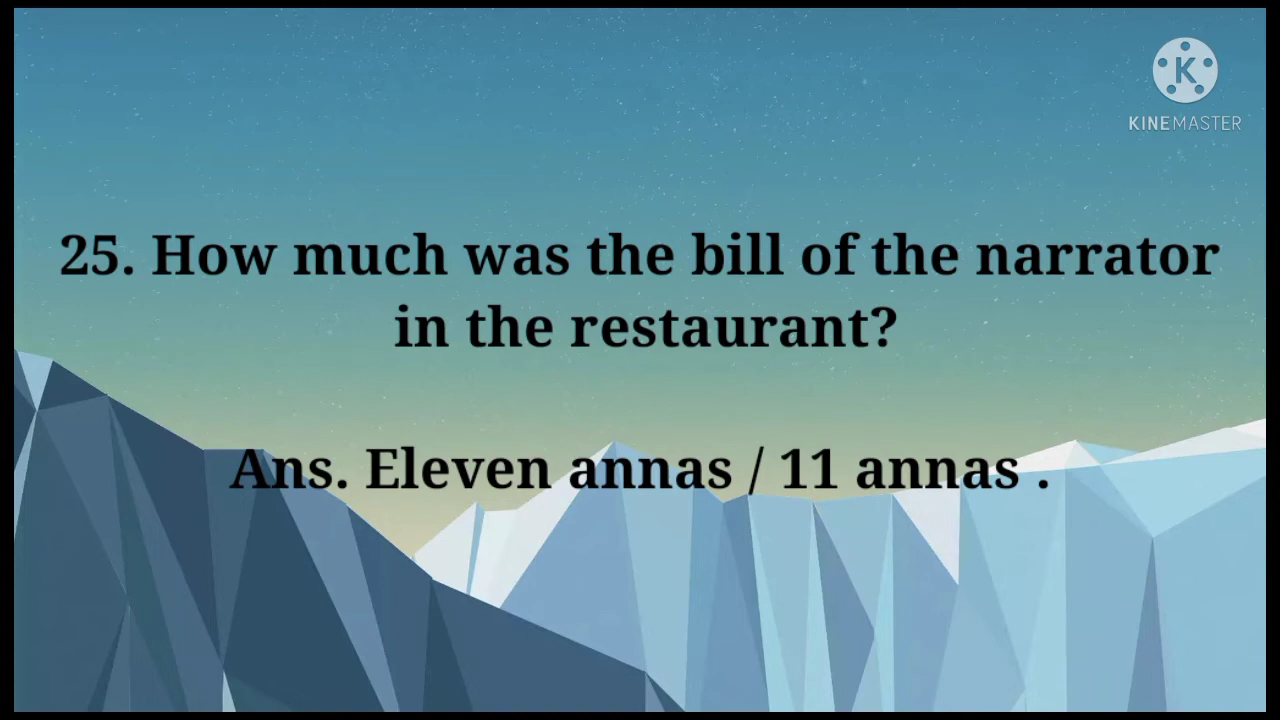 K
KINEMASTER
25. How much was the bill of the narrator
in the restaurant?
Ans. Eleven annas / 11 annas .